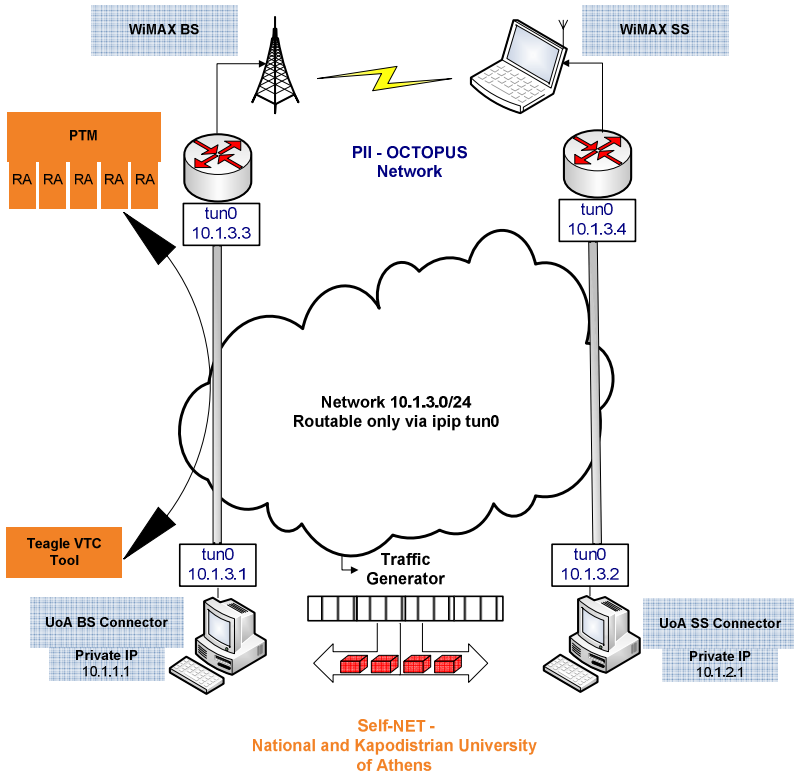 WiMAX BS
WiMAX SS
PTM
RA RA RA RA RA
PII - OCTOPUS
Network
tun0
10.1.3.3
tun0
10.1.3.4
Network 10.1.3.0/24
Routable only via ipip tun0
Teagle VTC
Tool
tun0
10.1.3.1
Traffic
Generator
tun0
10.1.3.2
UoA BS Connector
Private IP
10.1.1.1
UoA SS Connector
Private IP
10.1.2.1
Self-NET -
National and Kapodistrian University
of Athens